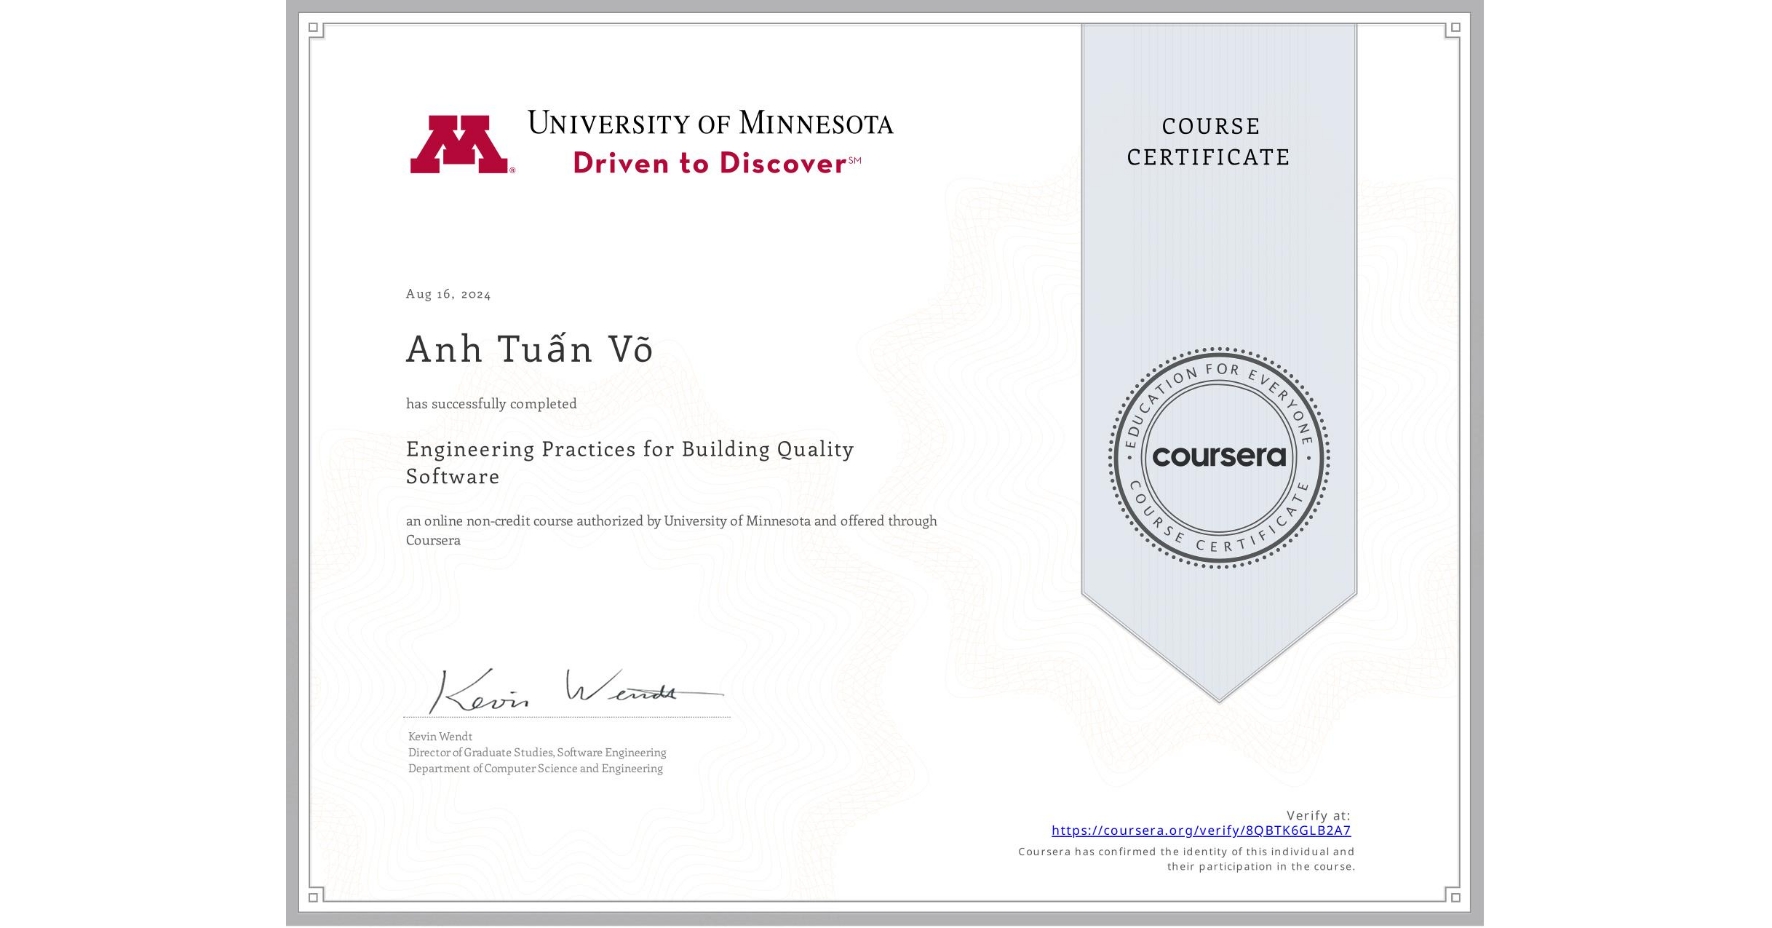 UNIVERSITY OF MINNESOTA
Driven to Discover℠
COURSE
CERTIFICATE
Aug 16, 2024
Anh Tuấn Võ
has successfully completed
Engineering Practices for Building Quality
Software
an online non-credit course authorized by University of Minnesota and offered through
Coursera
EDUCATION FOR EVERYONE
coursera
COURSE CERTIFICATE
Kevin Wendt
Kevin Wendt
Director of Graduate Studies, Software Engineering
Department of Computer Science and Engineering
Verify at:
https://coursera.org/verify/8QBTK6GLB2A7
Coursera has confirmed the identity of this individual and
their participation in the course.